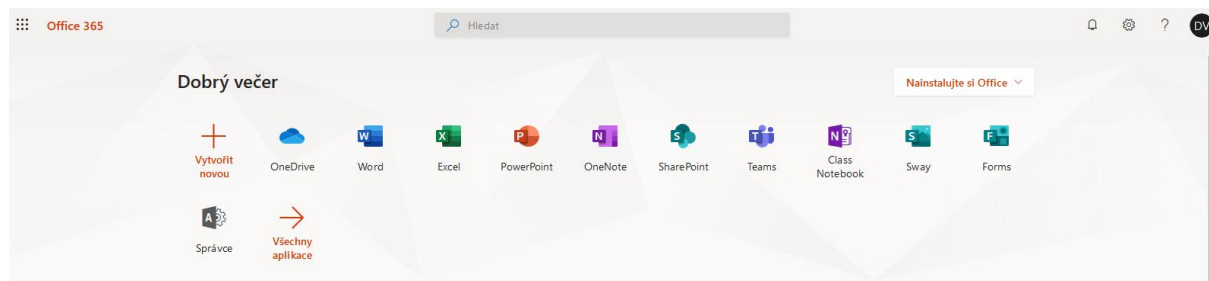 Office 365
Hledat
?
DV
Dobrý večer
Nainstalujte si Office
Vytvořit
novou
OneDrive
W
Word
X
Excel
P
PowerPoint
N
OneNote
S
SharePoint
T
Teams
N
Class
Notebook
S
Sway
F
Forms
A
Správce
Všechny
aplikace